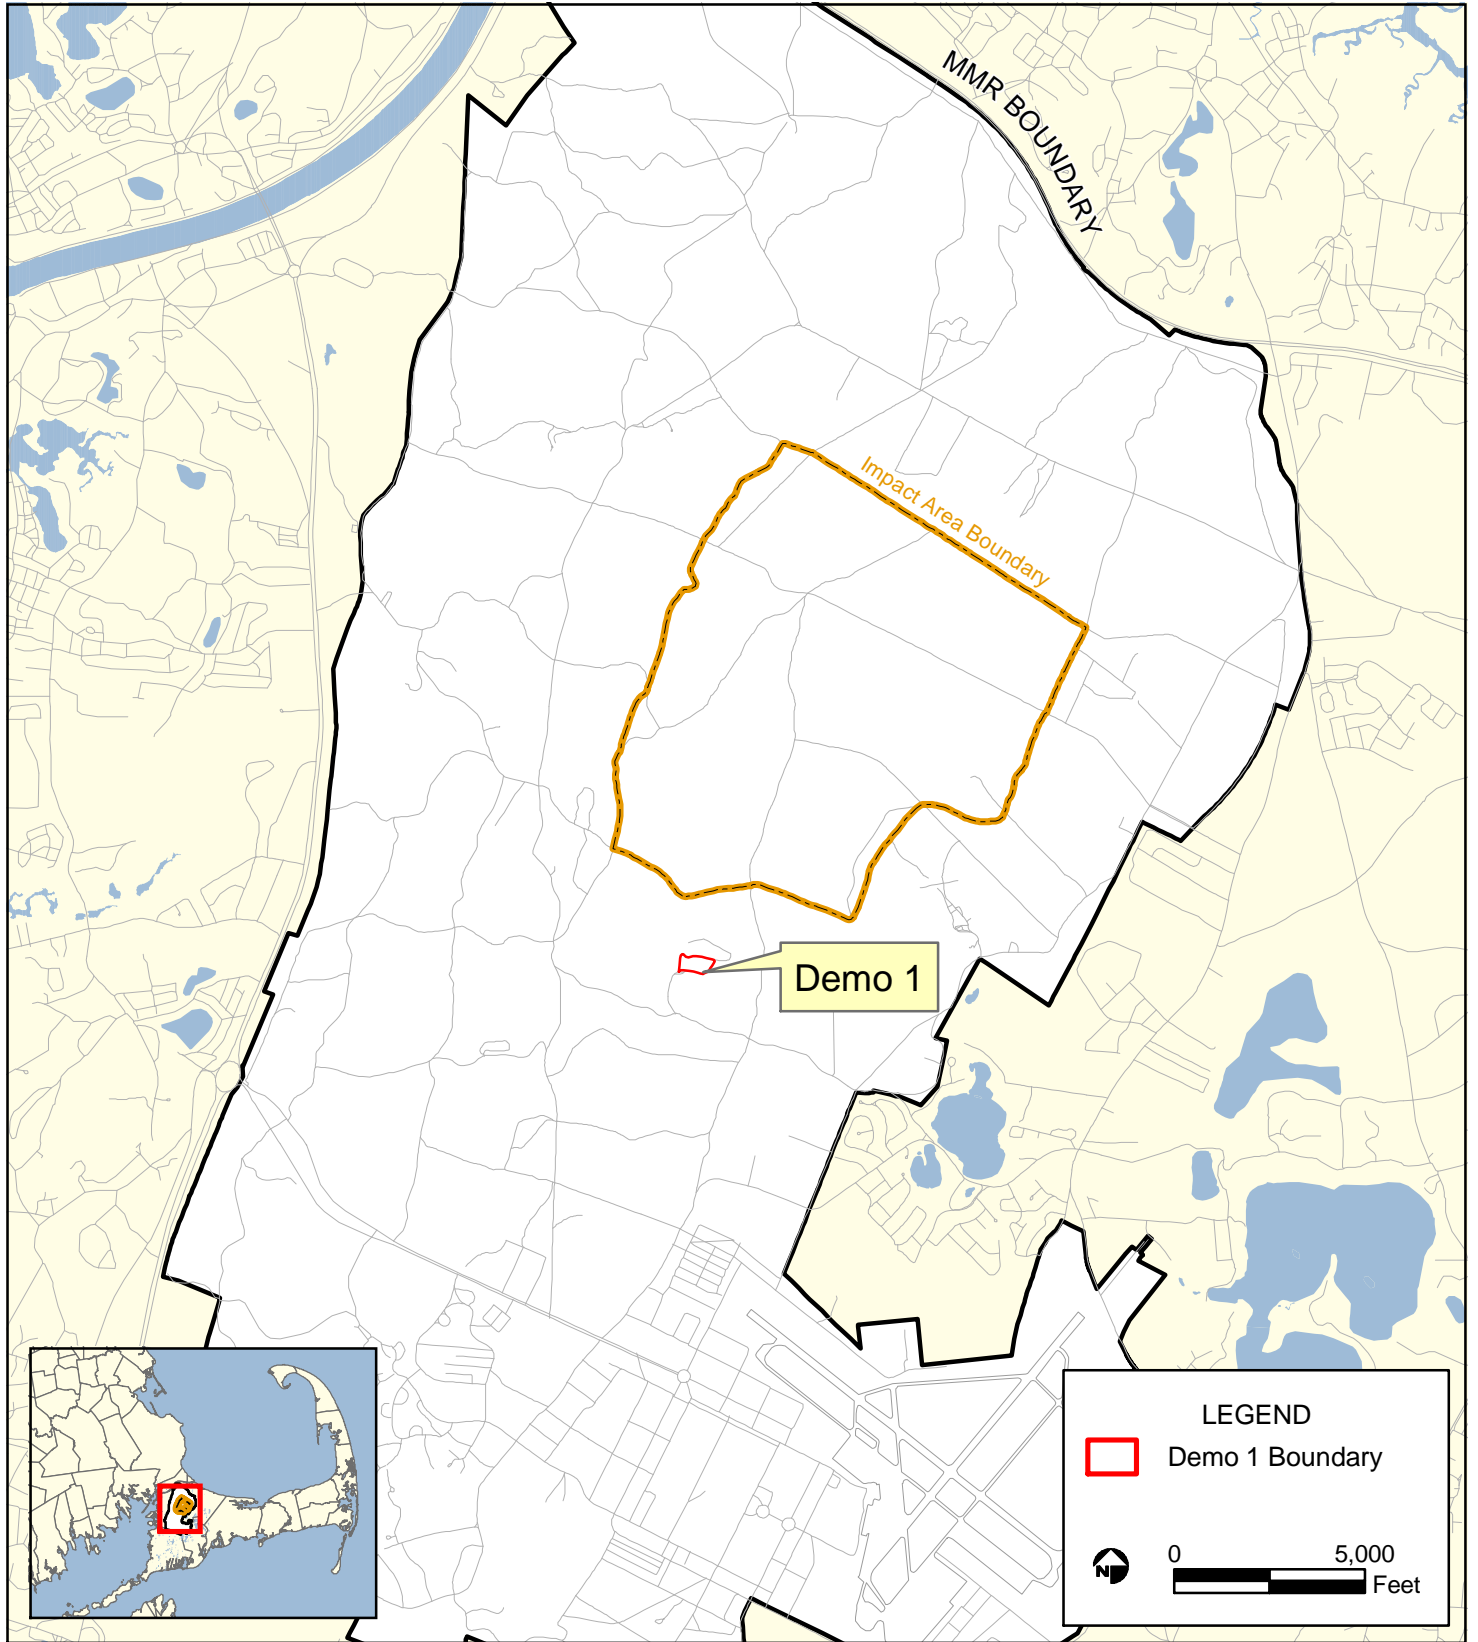 MMR BOUNDARY
Impact Area Boundary
Demo 1
LEGEND
Demo 1 Boundary
N
0 5,000
Feet